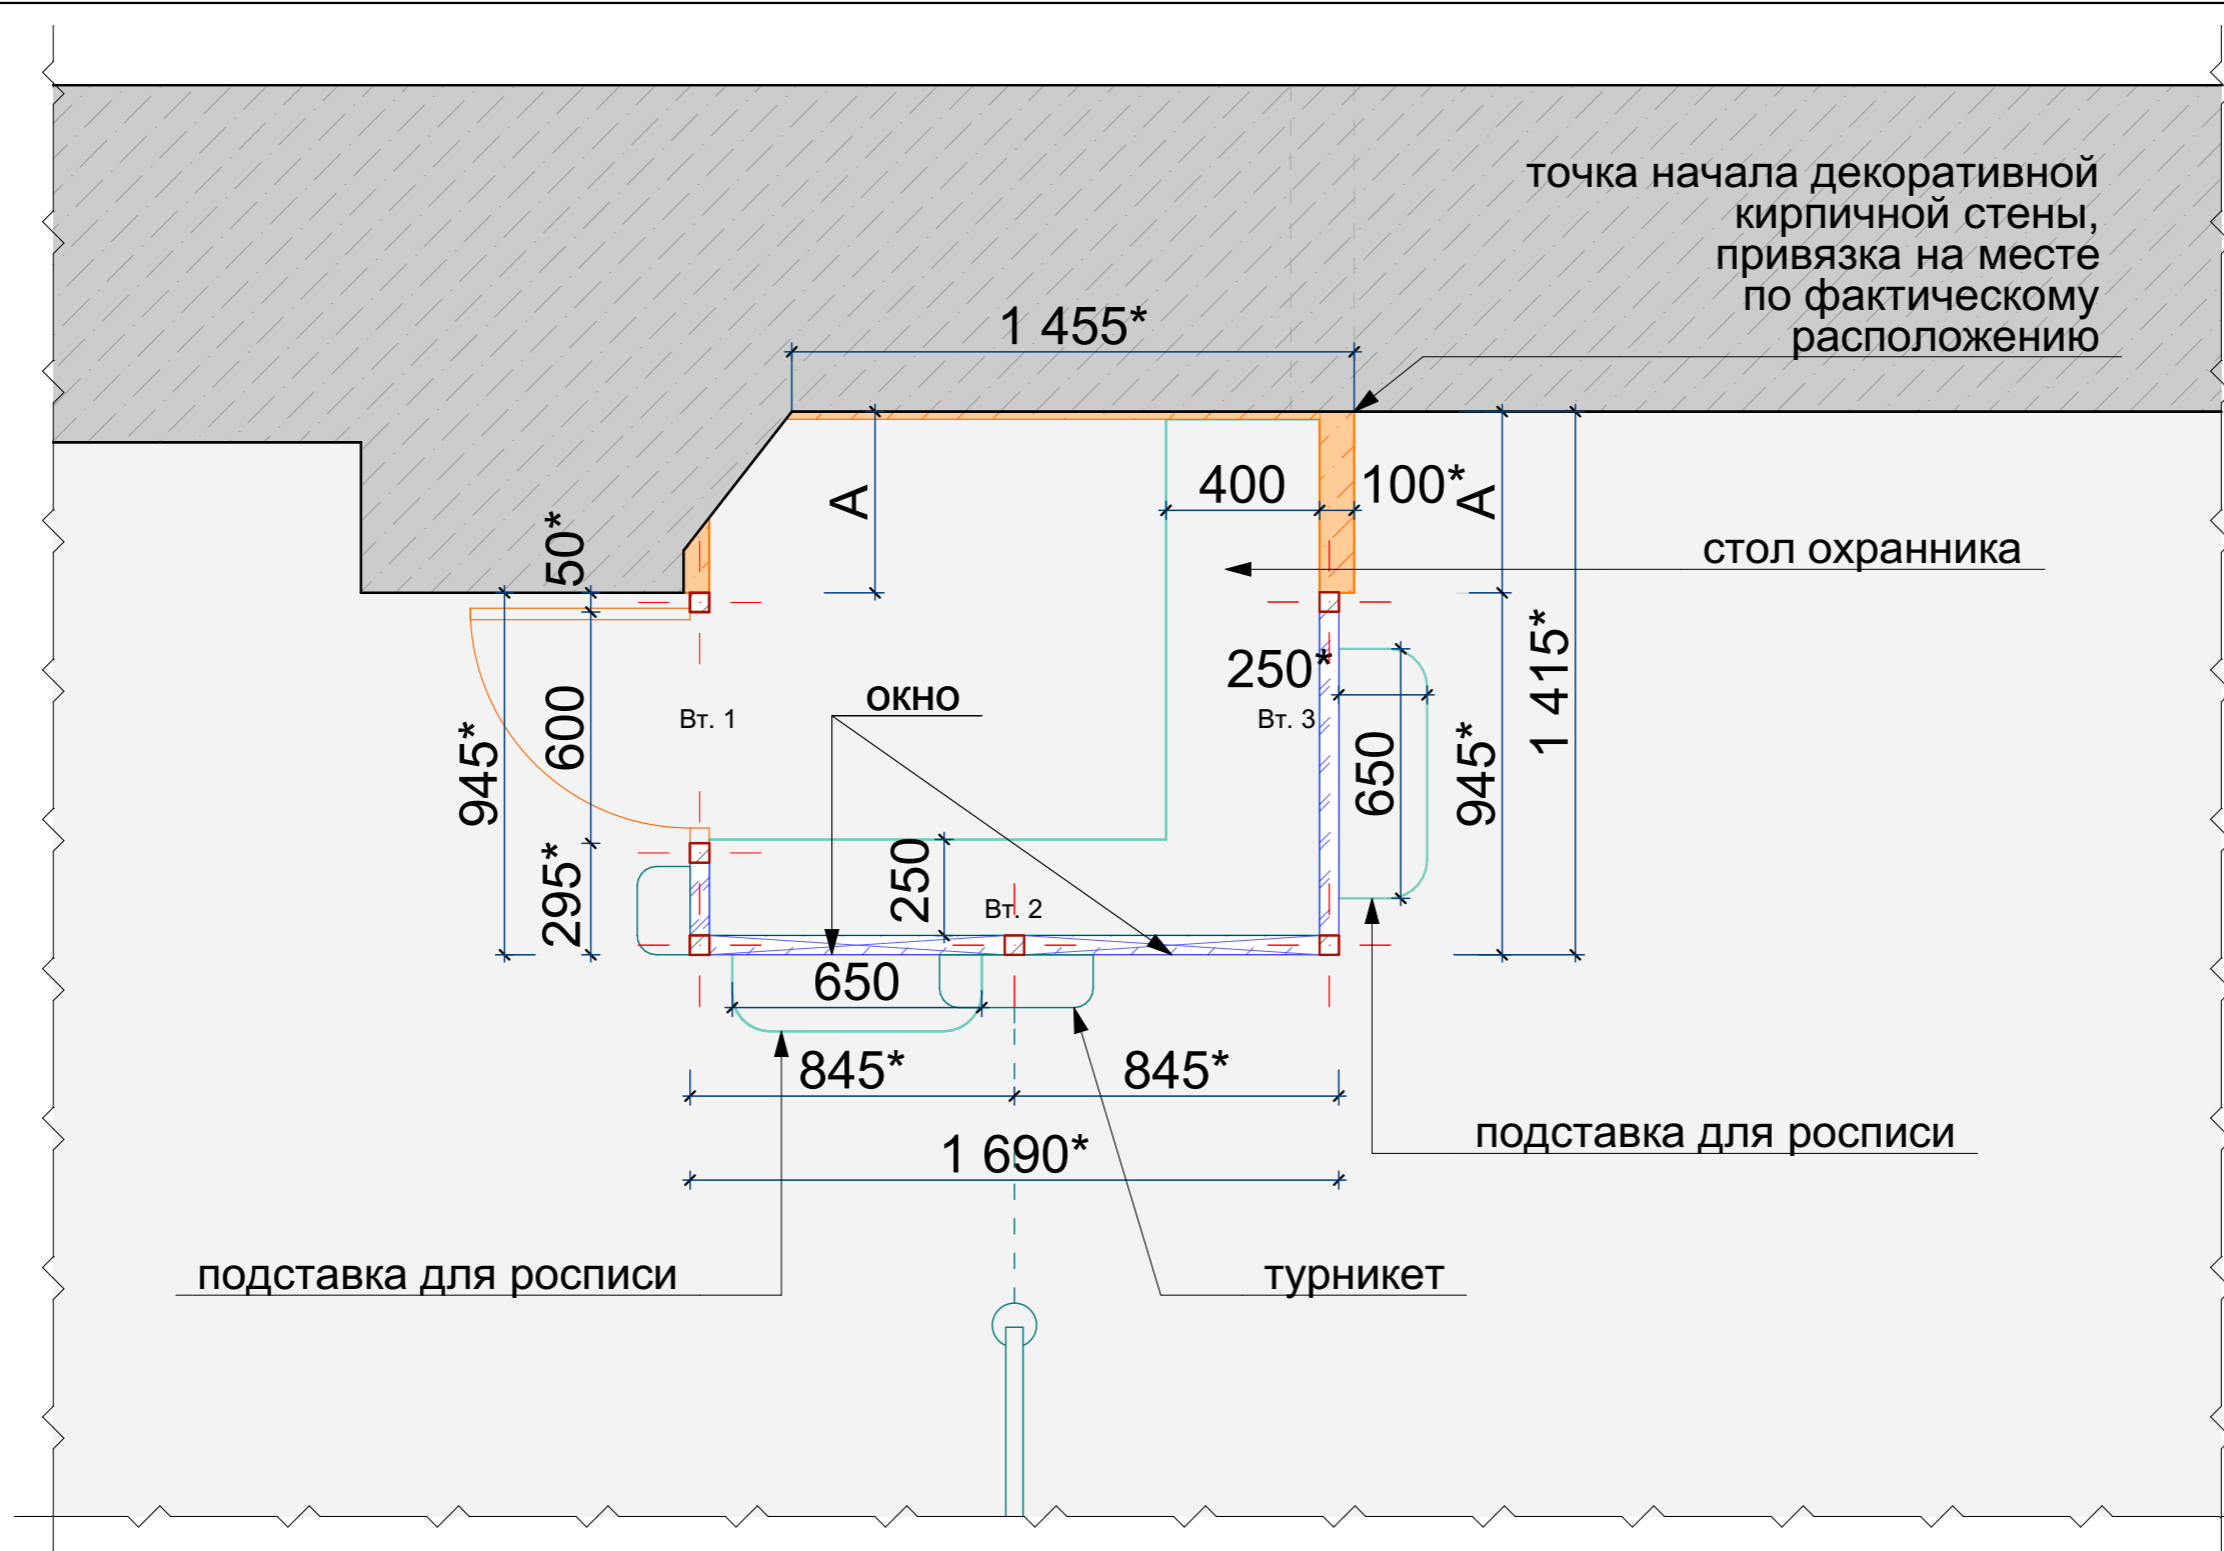 точка начала декоративной
кирпичной стены,
привязка на месте
по фактическому
расположению
1 455*
A
400
100*
A
50*
стол охранника
250*
1 415*
окно
Вт. 1
Вт. 3
600
945*
650
945*
295*
250
Вт. 2
650
845*
845*
подставка для росписи
1 690*
подставка для росписи
турникет